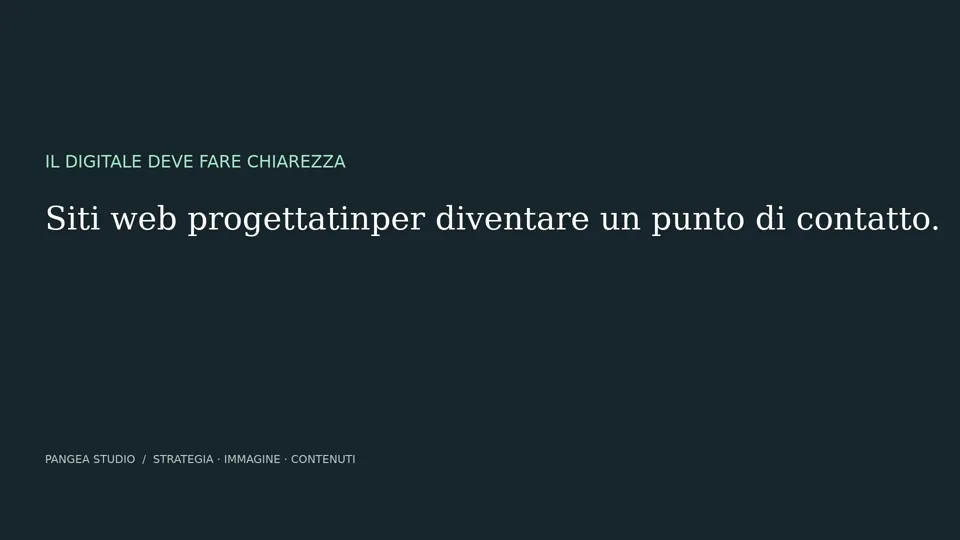 IL DIGITALE DEVE FARE CHIAREZZA
Siti web progettatinper diventare un punto di contatto.
PANGEA STUDIO / STRATEGIA · IMMAGINE · CONTENUTI